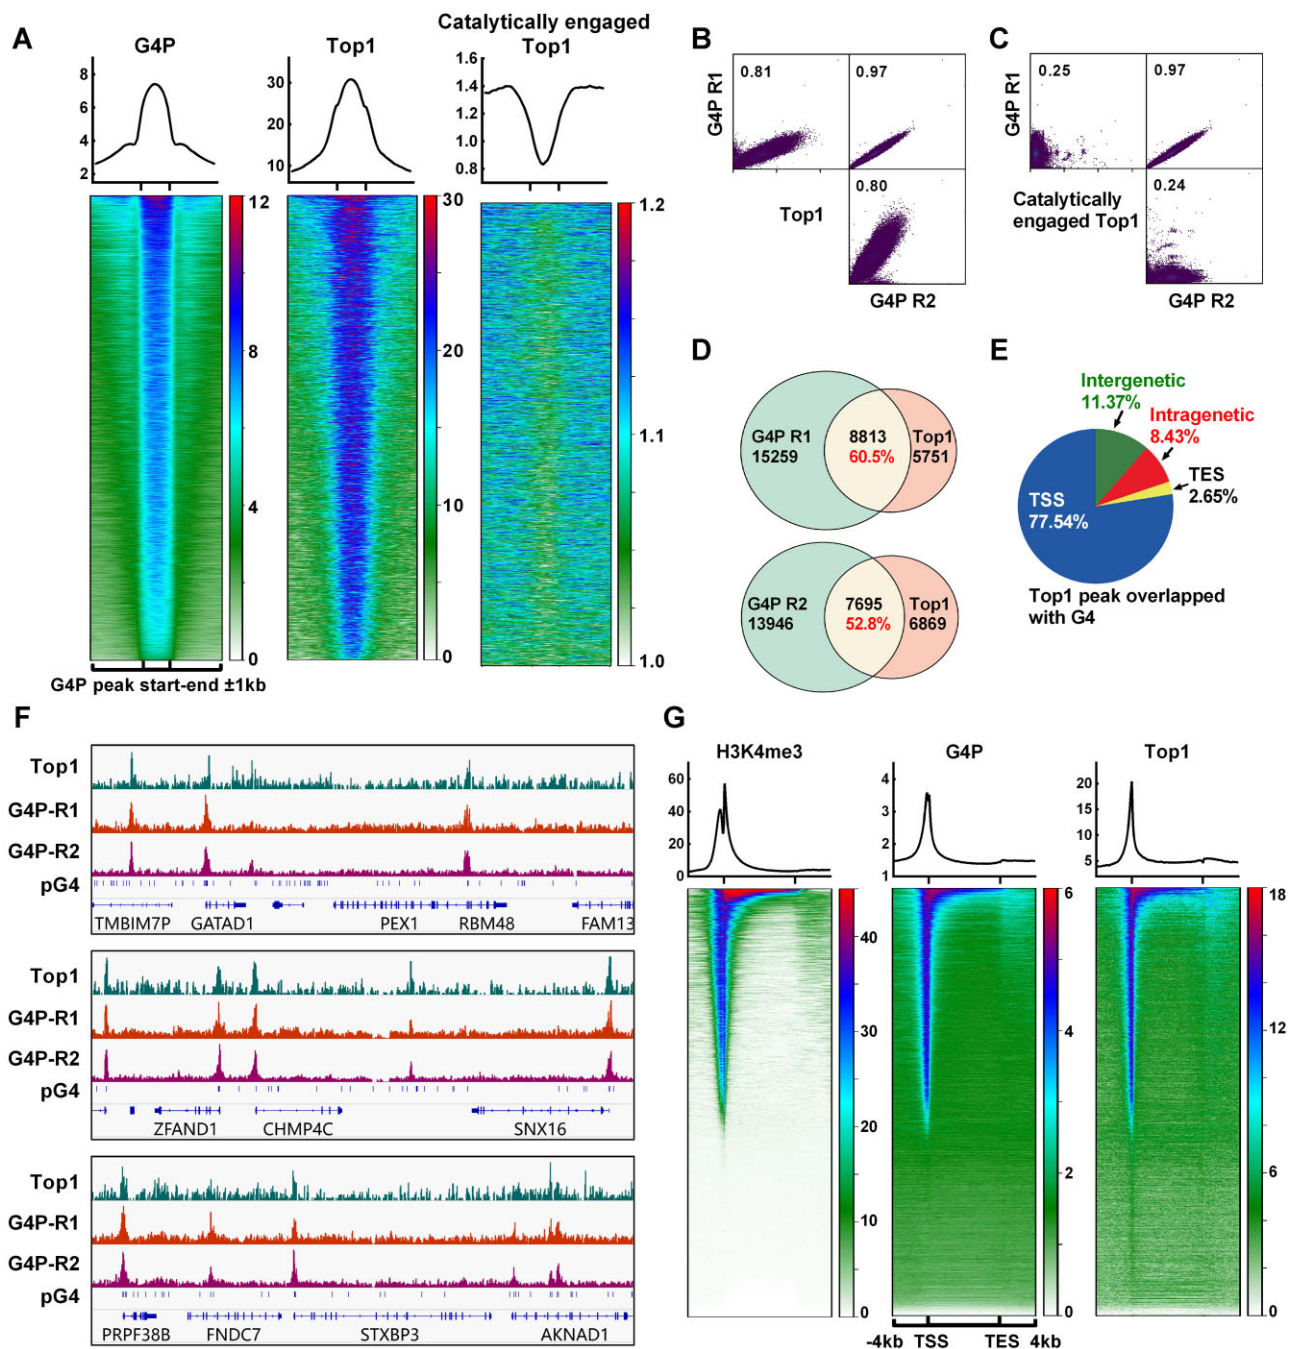 A
G4P
Top1
Catalytically engaged
Top1
8
6
4
2
30
20
10
1.6
1.4
1.2
1.0
0.8
12
8
4
0
30
20
10
0
1.2
1.1
1.0
G4P peak start-end ±1kb
B
G4P R1
0.81
0.97
Top1
0.80
G4P R2
C
G4P R1
0.25
0.97
Catalytically
engaged Top1
0.24
G4P R2
D
G4P R1
15259
8813
60.5%
Top1
5751
G4P R2
13946
7695
52.8%
Top1
6869
E
Intergenetic
11.37%
Intragenetic
8.43%
TES
2.65%
TSS
77.54%
Top1 peak overlapped
with G4
F
Top1
G4P-R1
G4P-R2
pG4
TMBIM7P GATAD1 PEX1 RBM48 FAM13
Top1
G4P-R1
G4P-R2
pG4
ZFAND1 CHMP4C SNX16
Top1
G4P-R1
G4P-R2
pG4
PRPF38B FNDC7 STXBP3 AKNAD1
G
H3K4me3
G4P
Top1
60
40
20
0
4
3
2
1
20
15
10
5
40
30
20
10
0
6
4
2
0
18
12
6
0
-4kb TSS TES 4kb